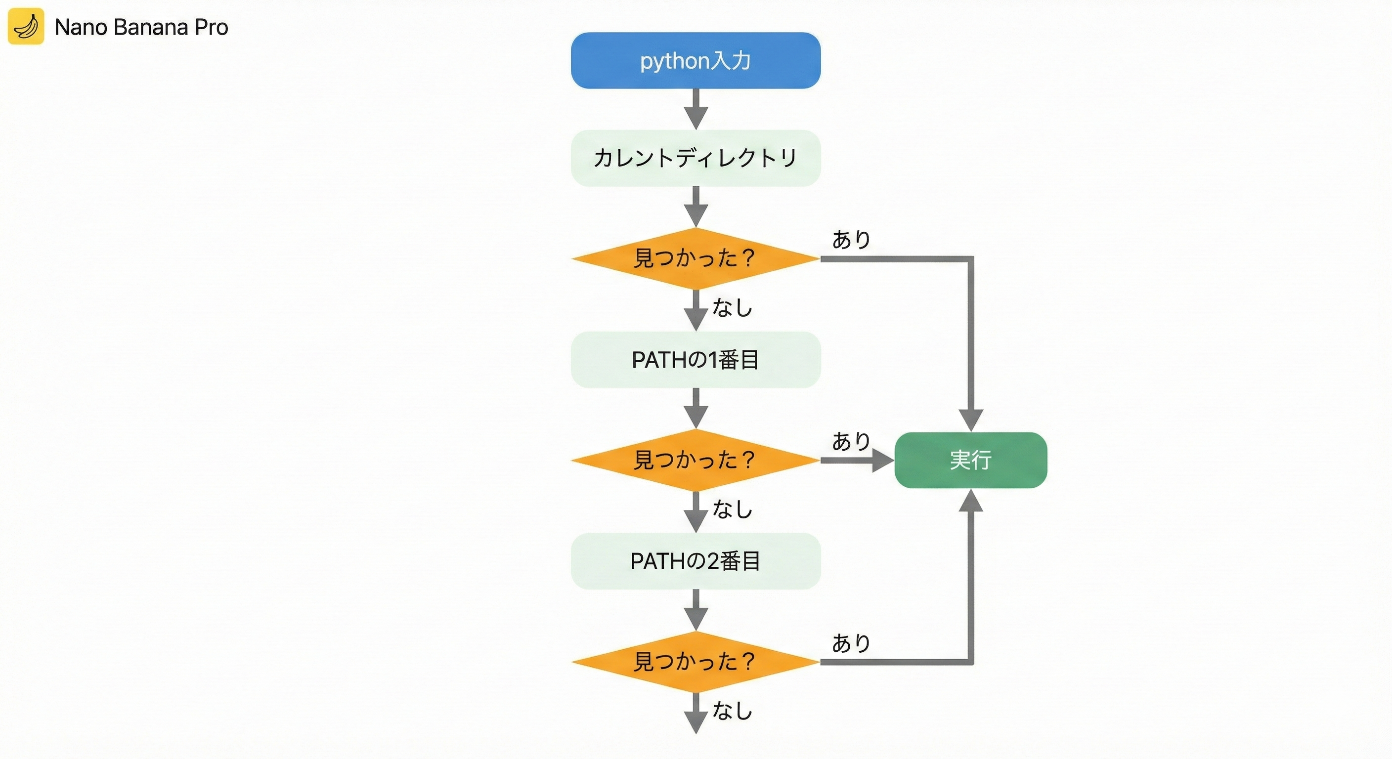 Nano Banana Pro
python入力
カレントディレクトリ
見つかった？
あり
なし
PATHの1番目
見つかった？
あり
実行
なし
PATHの2番目
見つかった？
あり
なし